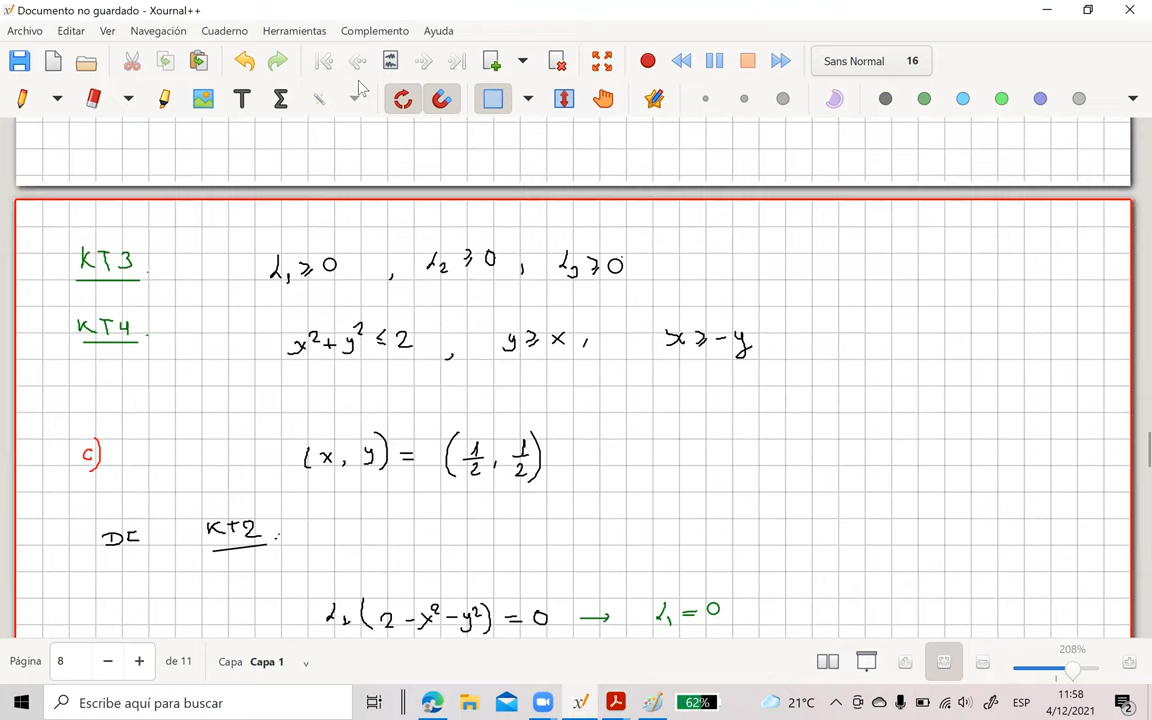 Documento no guardado - Xournal++
Archivo Editar Ver Navegación Cuaderno Herramientas Complemento Ayuda
Sans Normal 16
KT3. λ₁ ≥ 0 , λ₂ ≥ 0 , λ₃ ≥ 0
KT4. x² + y² ≤ 2 , y ≥ x , x ≥ -y
c) (x, y) = (1/2, 1/2)
DE KT2:
λ₁ (2 - x² - y²) = 0 → λ₁ = 0
Página 8 de 11 Capa Capa 1 208%
Escribe aquí para buscar 62% 21°C ESP 11:58
4/12/2021 2